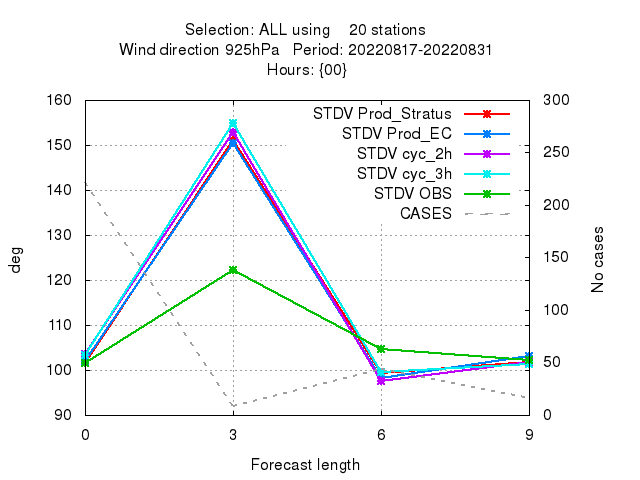 Selection: ALL using 20 stations
Wind direction 925hPa Period: 20220817-20220831
Hours: {00}
160
150
140
130
120
110
100
90
300
250
200
150
100
50
0
STDV Prod_Stratus
STDV Prod_EC
STDV cyc_2h
STDV cyc_3h
STDV OBS
CASES
deg
No cases
0 3 6 9
Forecast length